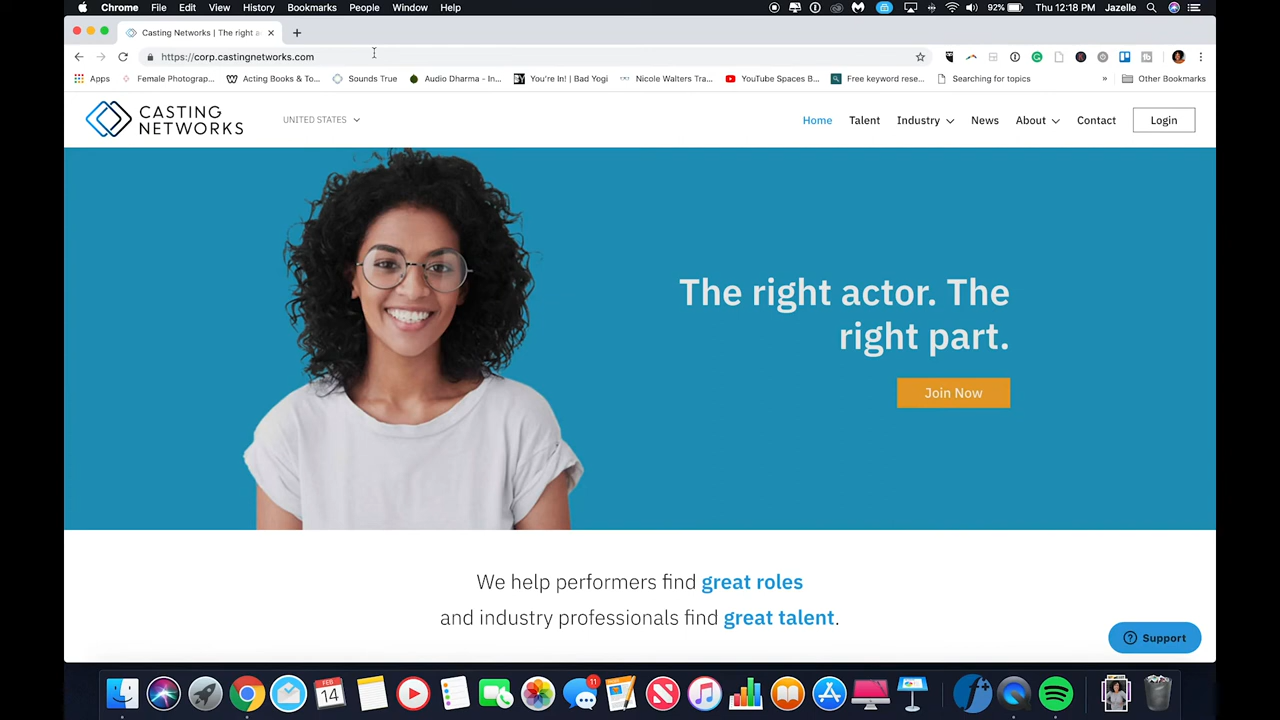 Chrome File Edit View History Bookmarks People Window Help 92% Thu 12:18 PM Jazelle
Casting Networks | The right a
https://corp.castingnetworks.com
Apps Female Photograp... Acting Books & To... Sounds True Audio Dharma - In... You're In! | Bad Yogi Nicole Walters Tra... YouTube Spaces B... Free keyword rese... Searching for topics » Other Bookmarks
CASTING
NETWORKS
UNITED STATES
Home Talent Industry News About Contact Login
The right actor. The
right part.
Join Now
We help performers find great roles
and industry professionals find great talent.
Support
FEB
14
11